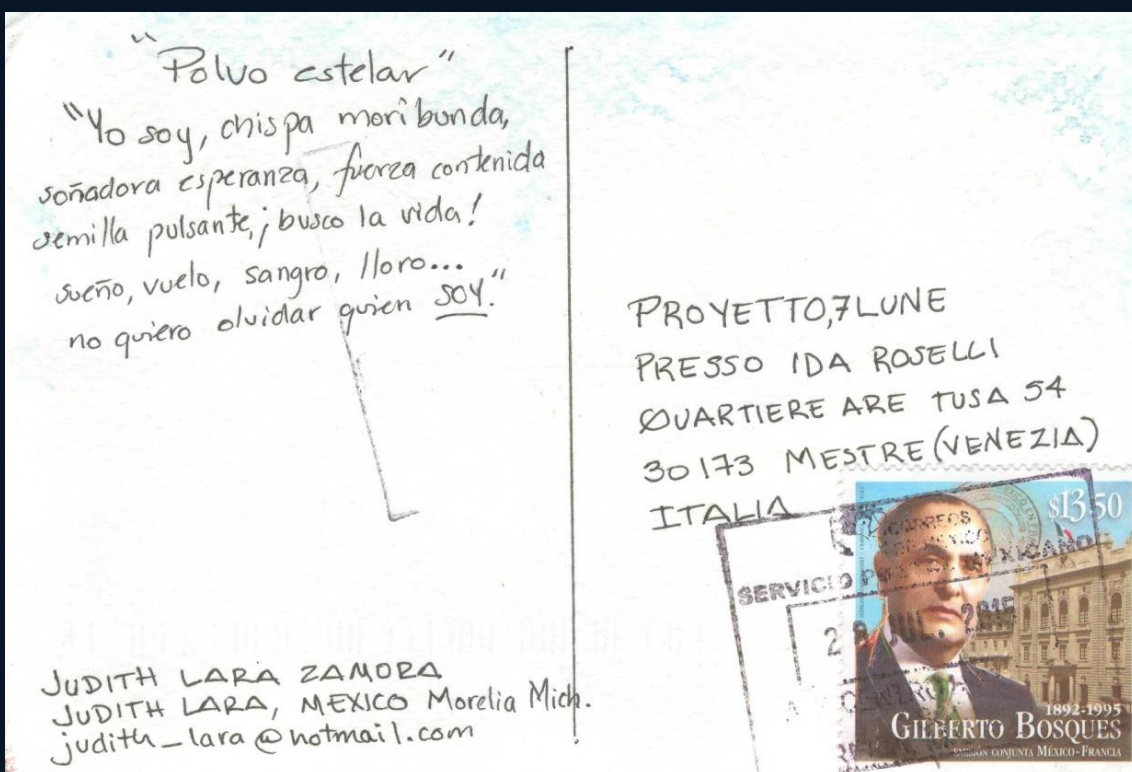 "Polvo estelar"
"Yo soy, chispa moribunda,
soñadora esperanza, fuerza contenida
semilla pulsante, ¡busco la vida!
sueño, vuelo, sangro, lloro...
no quiero olvidar quien SOY."
JUDITH LARA ZAMORA
JUDITH LARA, MEXICO Morelia Mich.
judith_lara@hotmail.com
PROYETTO,7LUNE
PRESSO IDA ROSELLI
QUARTIERE ARE TUSA 54
30173 MESTRE (VENEZIA)
ITALIA
$13.50
CORREOS
SERVICIO
CENTRO
1892-1995
GILBERTO BOSQUES
EMISIÓN CONJUNTA MÉXICO-FRANCIA